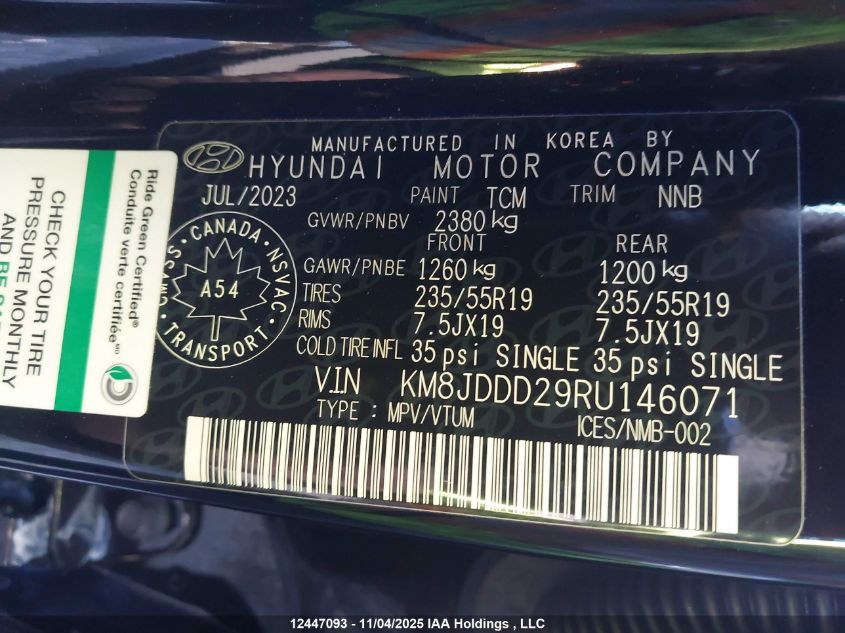 MANUFACTURED IN KOREA BY
HYUNDAI MOTOR COMPANY
JUL/2023 PAINT TCM TRIM NNB
GVWR/PNBV 2380 kg
FRONT REAR
GAWR/PNBE 1260 kg 1200 kg
TIRES 235/55R19 235/55R19
RIMS 7.5JX19 7.5JX19
COLD TIRE INFL 35 psi SINGLE 35 psi SINGLE
V.I.N KM8JDDD29RU146071
TYPE : MPV/VTUM ICES/NMB-002
CANADA
NSVAC
A54
TRANSPORT
Ride Green Certified®
Conduite verte certifiée MD
CHECK YOUR TIRE
PRESSURE MONTHLY
AND
12447093 - 11/04/2025 IAA Holdings , LLC